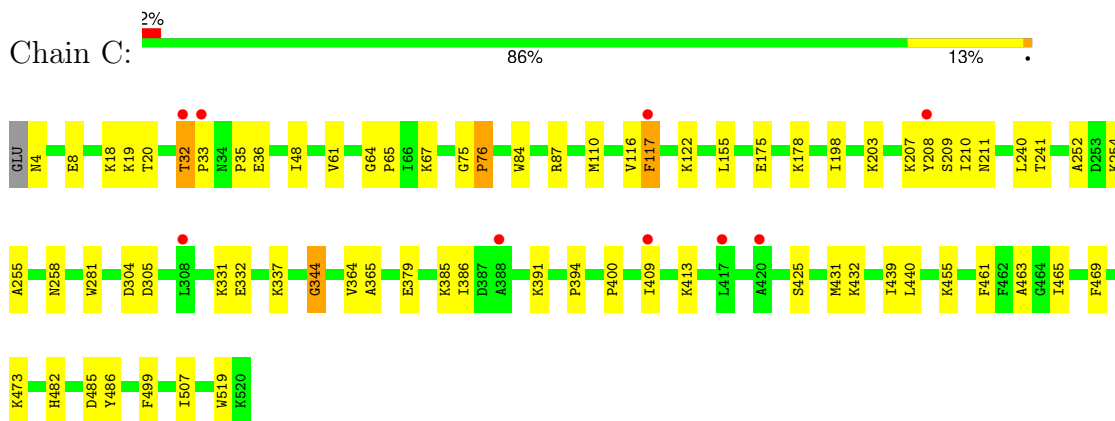 2%
Chain C:
86% 13% •
GLU N4 E8 K18 K19 T20 T32 P33 N34 P35 E36 I48 V61 G64 P65 I66 K67 G75 P76 W84 R87 M110 V116 F117 K122 L155 E175 K178 I198 K203 K207 Y208 S209 I210 N211 L240 T241 A252 D253 K254
A255 N258 W281 D304 D305 L308 K331 E332 K337 G344 V364 A365 E379 K385 I386 D387 A388 K391 P394 P400 I409 K413 L417 A420 S425 M431 K432 I439 L440 K455 F461 F462 A463 G464 I465 F469
K473 H482 D485 Y486 F499 I507 W519 K520